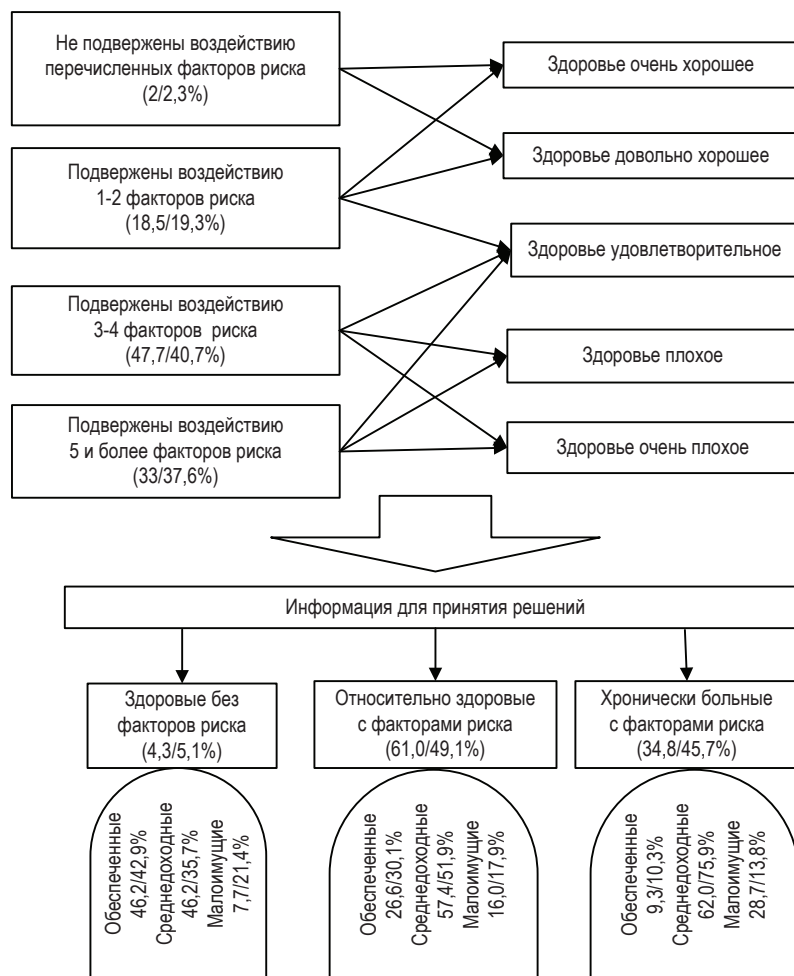 Не подвержены воздействию
перечисленных факторов риска
(2/2,3%)
Подвержены воздействию
1-2 факторов риска
(18,5/19,3%)
Подвержены воздействию
3-4 факторов риска
(47,7/40,7%)
Подвержены воздействию
5 и более факторов риска
(33/37,6%)
Здоровье очень хорошее
Здоровье довольно хорошее
Здоровье удовлетворительное
Здоровье плохое
Здоровье очень плохое
Информация для принятия решений
Здоровые без
факторов риска
(4,3/5,1%)
Относительно здоровые
с факторами риска
(61,0/49,1%)
Хронически больные
с факторами риска
(34,8/45,7%)
Обеспеченные
46,2/42,9%
Среднедоходные
46,2/35,7%
Малоимущие
7,7/21,4%
Обеспеченные
26,6/30,1%
Среднедоходные
57,4/51,9%
Малоимущие
16,0/17,9%
Обеспеченные
9,3/10,3%
Среднедоходные
62,0/75,9%
Малоимущие
28,7/13,8%